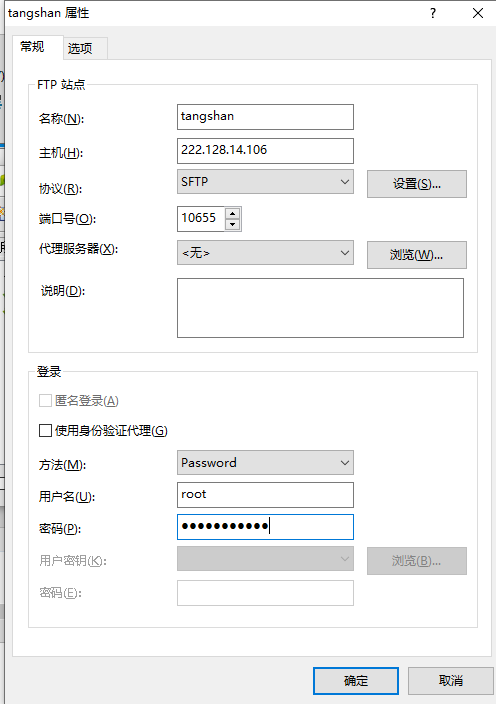 tangshan 属性
常规 选项
FTP 站点
名称(N): tangshan
主机(H): 222.128.14.106
协议(R): SFTP 设置(S)...
端口号(O): 10655
代理服务器(X): <无> 浏览(W)...
说明(D):
登录
匿名登录(A)
使用身份验证代理(G)
方法(M): Password
用户名(U): root
密码(P): ●●●●●●●●●●●
用户密钥(K): 浏览(B)...
密码(E):
确定 取消